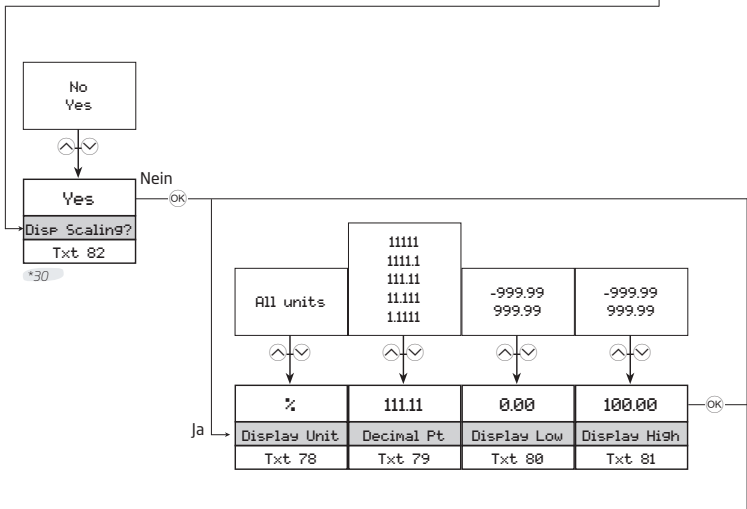 No
Yes
Nein
OK
Yes
Disp Scaling?
Txt 82
*30
All units
11111
1111.1
111.11
11.111
1.1111
-999.99
999.99
-999.99
999.99
% 111.11 0.00 100.00 OK
Ja Display Unit Decimal Pt Display Low Display High
Txt 78 Txt 79 Txt 80 Txt 81